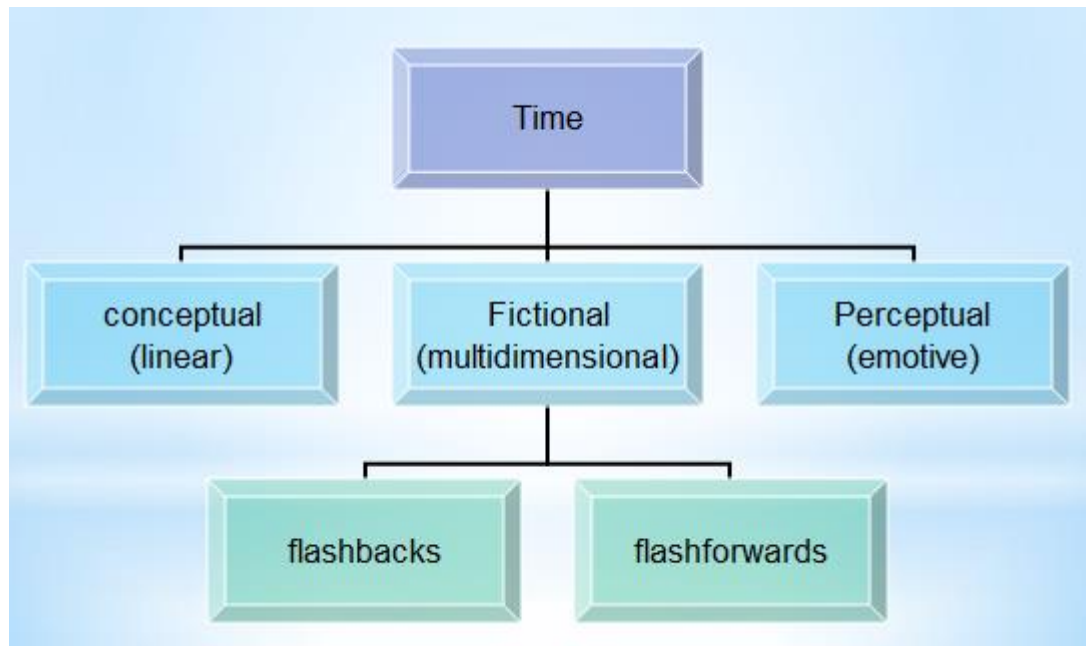 Time
conceptual
(linear)
Fictional
(multidimensional)
Perceptual
(emotive)
flashbacks
flashforwards